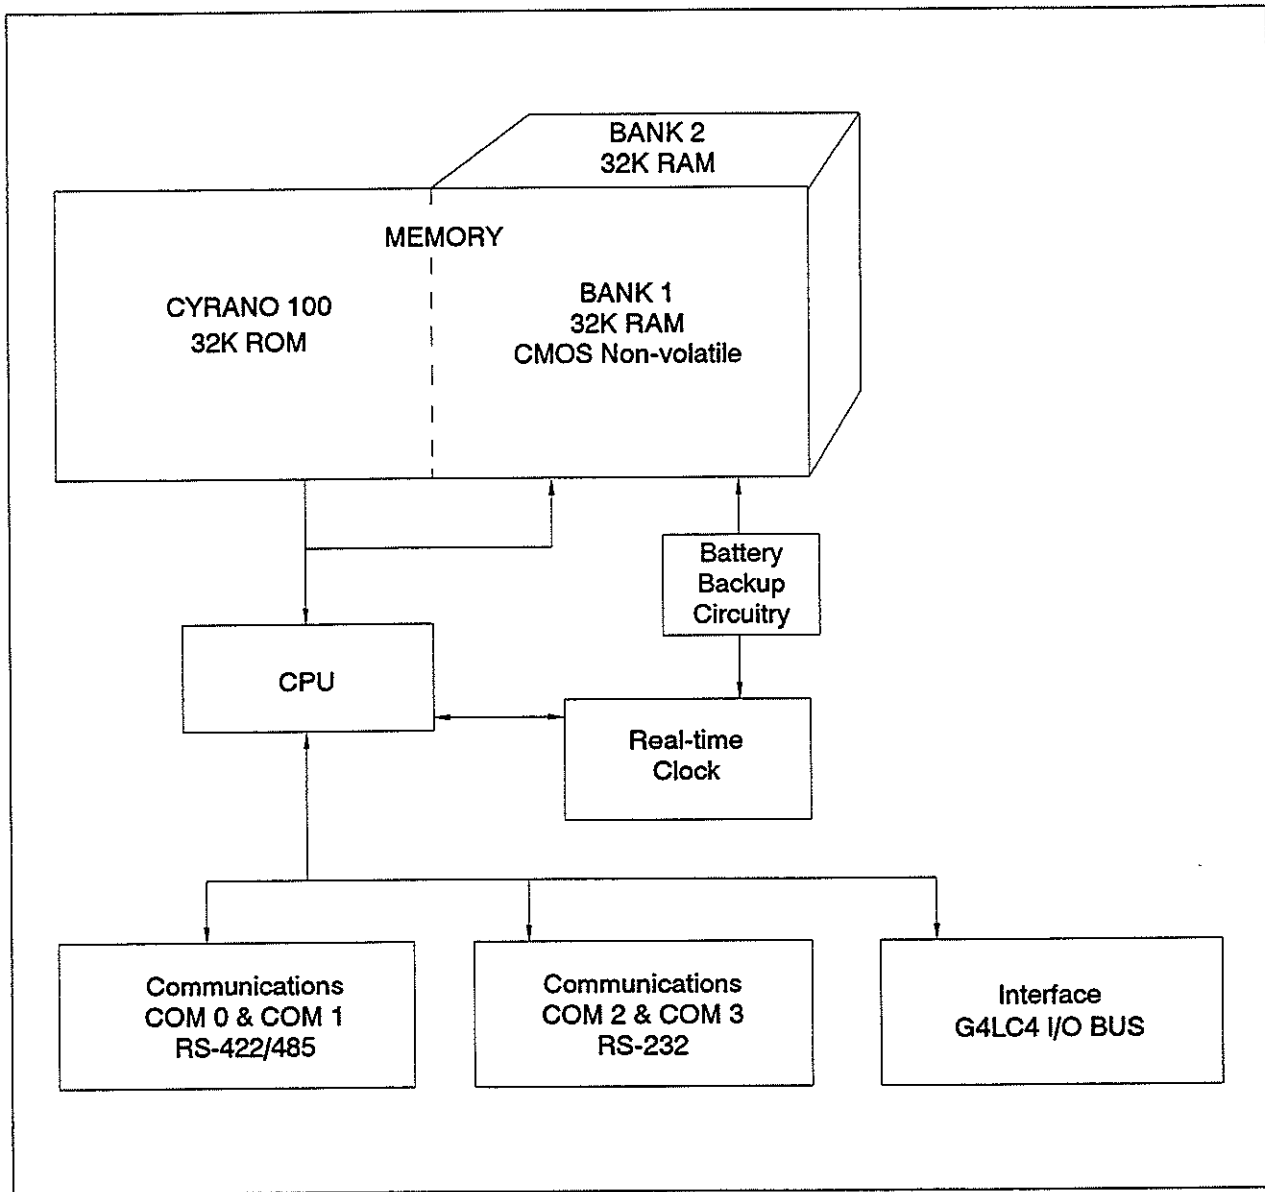 BANK 2
32K RAM
MEMORY
CYRANO 100
32K ROM
BANK 1
32K RAM
CMOS Non-volatile
Battery
Backup
Circuitry
CPU
Real-time
Clock
Communications
COM 0 & COM 1
RS-422/485
Communications
COM 2 & COM 3
RS-232
Interface
G4LC4 I/O BUS